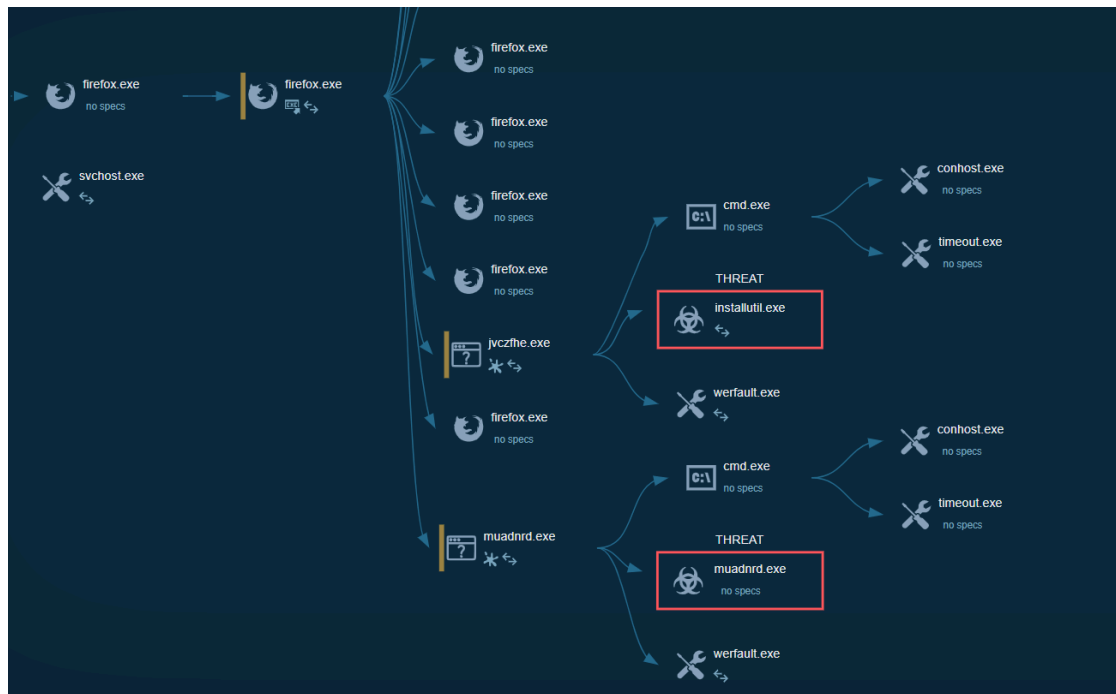 firefox.exe
no specs
firefox.exe
EXE
firefox.exe
no specs
firefox.exe
no specs
svchost.exe
firefox.exe
no specs
firefox.exe
no specs
jvczfhe.exe
?
firefox.exe
no specs
muadnrd.exe
?
C:\
cmd.exe
no specs
conhost.exe
no specs
timeout.exe
no specs
THREAT
installutil.exe
werfault.exe
C:\
cmd.exe
no specs
conhost.exe
no specs
timeout.exe
no specs
THREAT
muadnrd.exe
no specs
werfault.exe